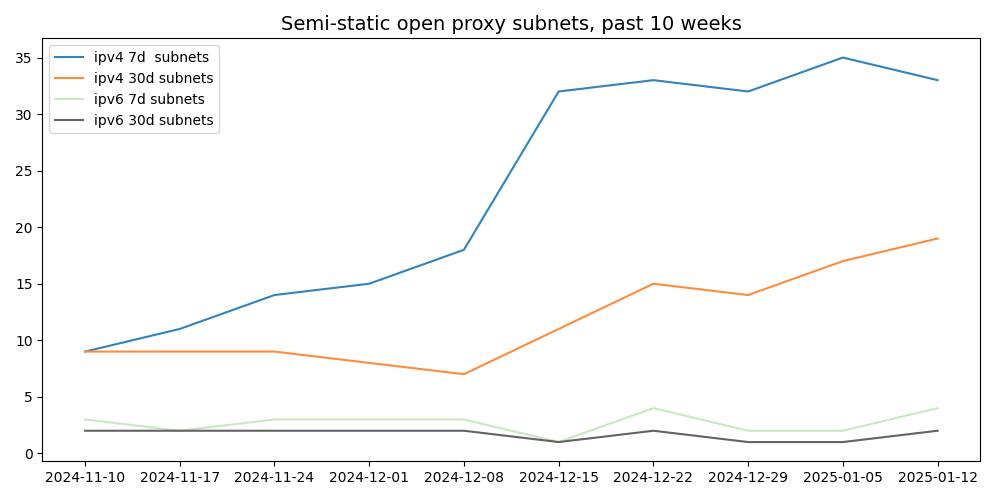 Semi-static open proxy subnets, past 10 weeks
ipv4 7d  subnets
ipv4 30d subnets
ipv6 7d subnets
ipv6 30d subnets
35
30
25
20
15
10
5
0
2024-11-10 2024-11-17 2024-11-24 2024-12-01 2024-12-08 2024-12-15 2024-12-22 2024-12-29 2025-01-05 2025-01-12